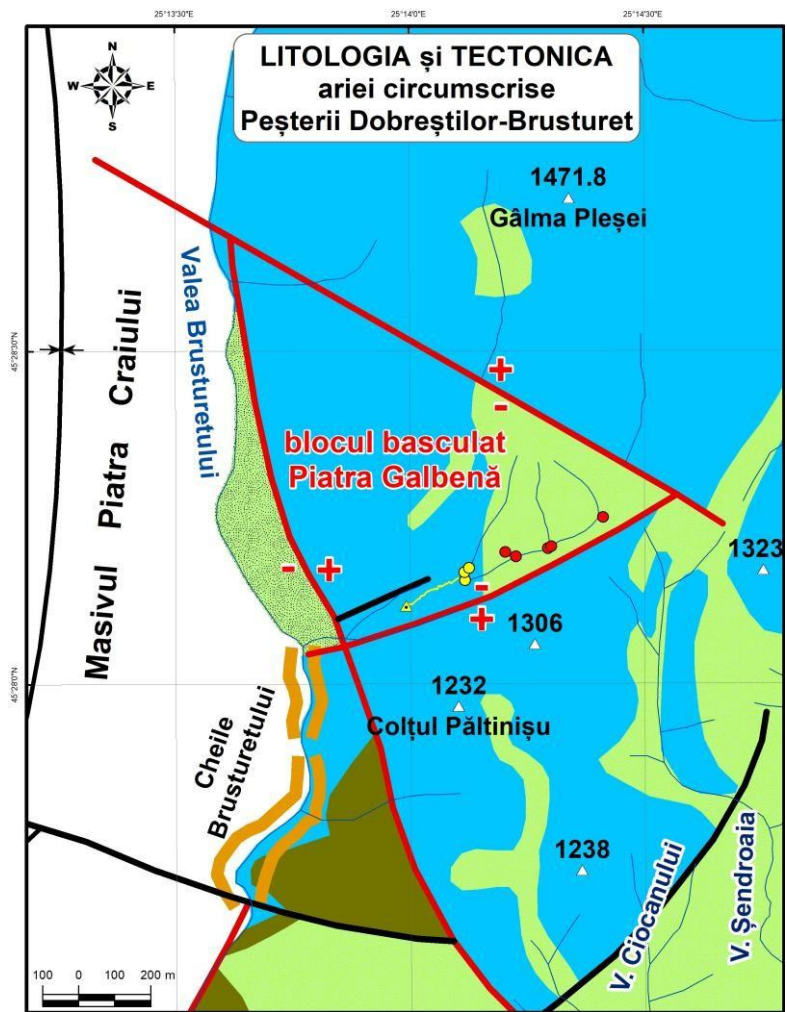 25°13'30"E
25°14'0"E
25°14'30"E
LITOLOGIA și TECTONICA
ariei circumscrise
Peșterii Dobreștilor-Brusturet
N
W
E
S
1471.8
Gâlma Pleșei
Valea Brusturetului
Masivul Piatra Craiului
45°28'30"N
+
-
blocul basculat
Piatra Galbenă
- +
-
+
1323
1306
1232
Colțul Păltinișu
45°28'0"N
Cheile
Brusturetului
1238
V. Ciocanului
V. Șendroaia
100 0 100 200 m